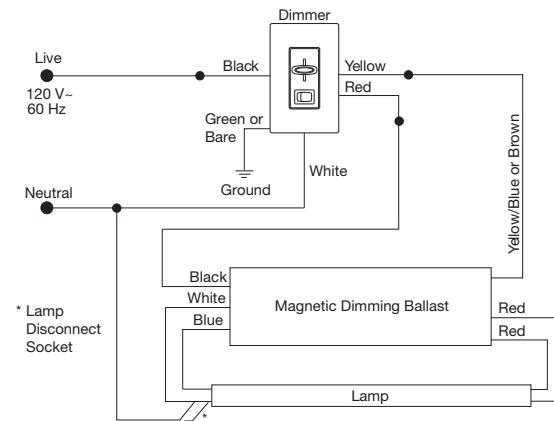 Dimmer
Live
Black
Yellow
120 V~
60 Hz
Red
Green or
Bare
White
Ground
Neutral
Yellow/Blue or Brown
Black
White
Magnetic Dimming Ballast
Red
Blue
Red
* Lamp
Disconnect
Socket
Lamp
*